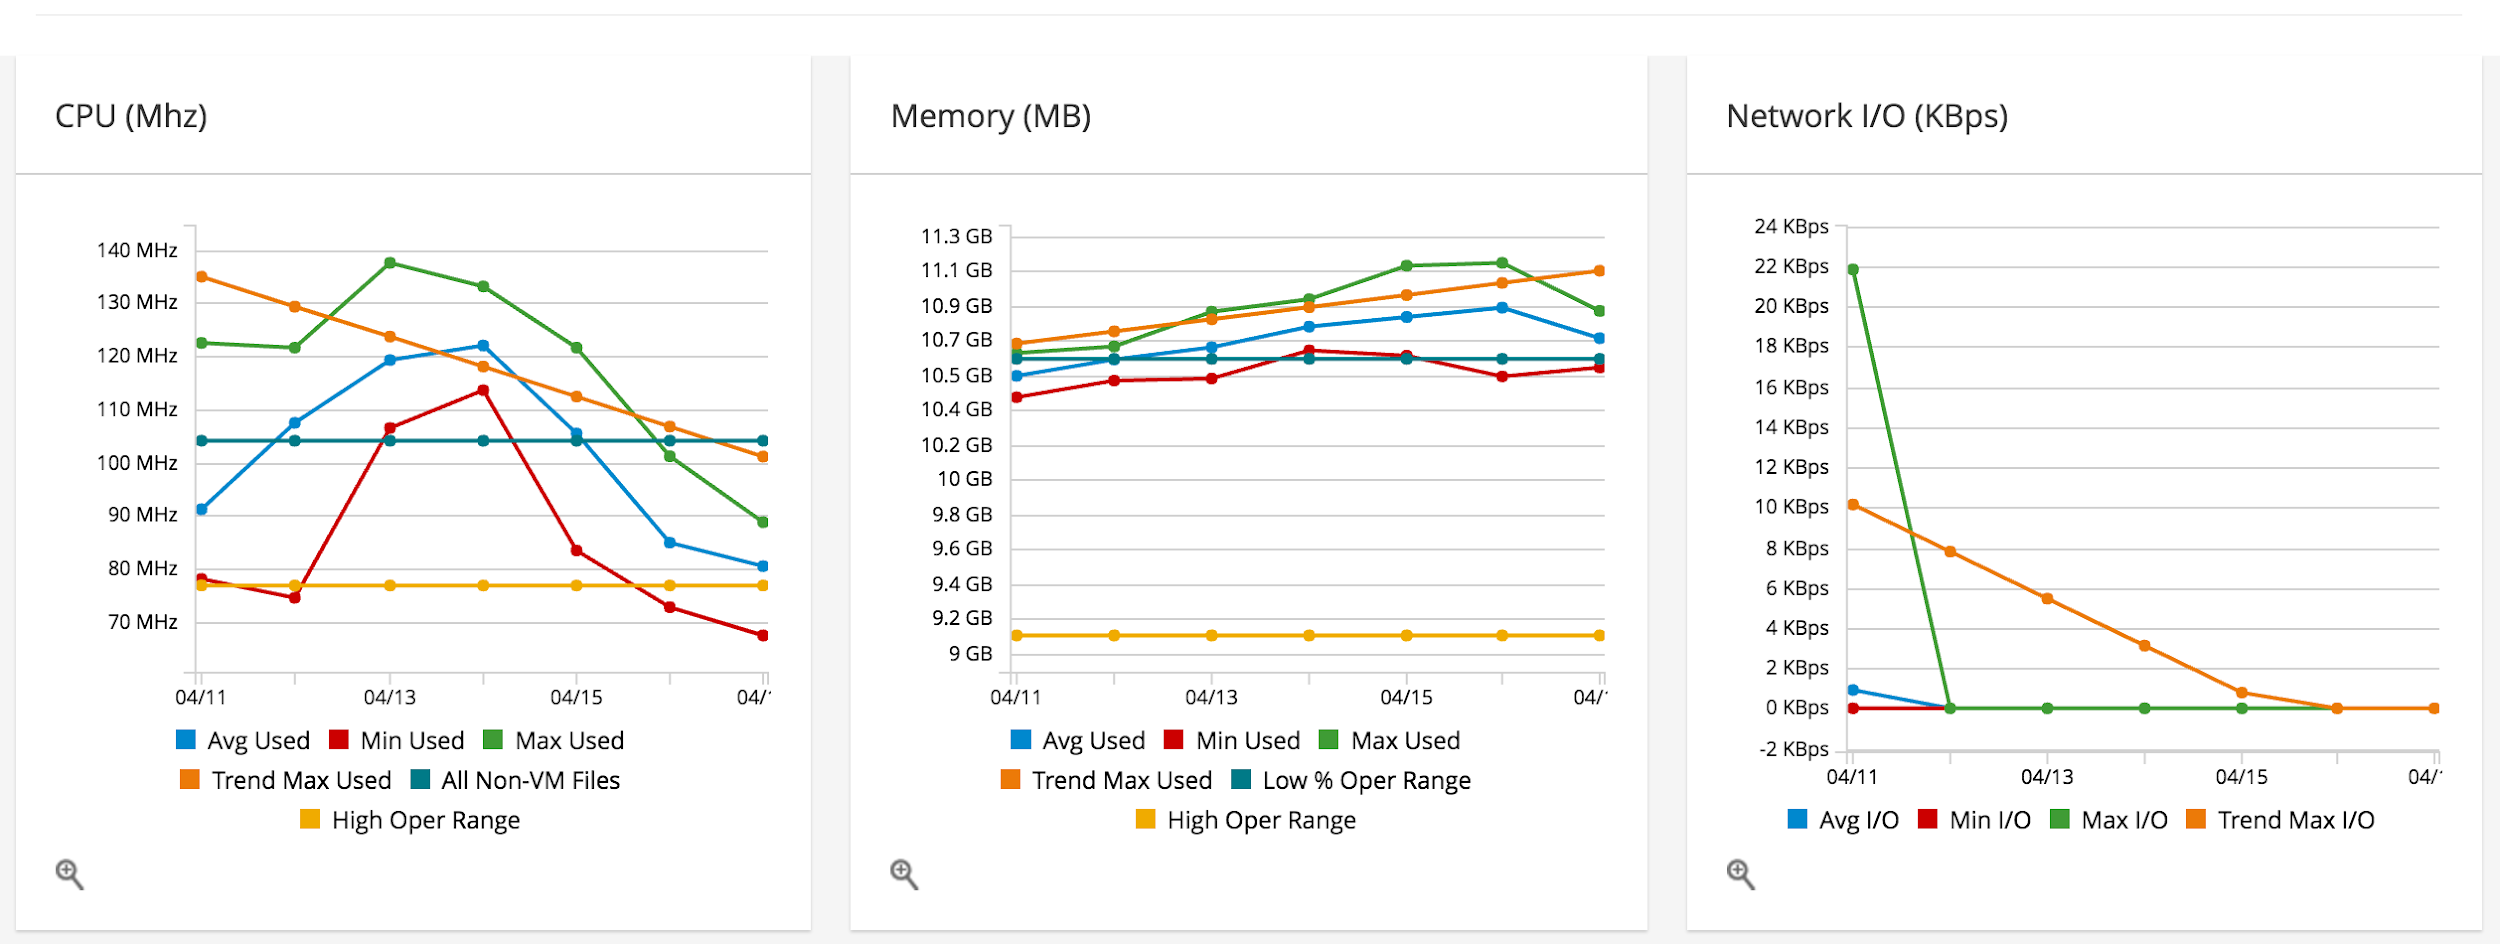 CPU (Mhz)
140 MHz
130 MHz
120 MHz
110 MHz
100 MHz
90 MHz
80 MHz
70 MHz
04/11 04/13 04/15 04/
Avg Used Min Used Max Used
Trend Max Used All Non-VM Files
High Oper Range
Memory (MB)
11.3 GB
11.1 GB
10.9 GB
10.7 GB
10.5 GB
10.4 GB
10.2 GB
10 GB
9.8 GB
9.6 GB
9.4 GB
9.2 GB
9 GB
04/11 04/13 04/15 04/
Avg Used Min Used Max Used
Trend Max Used Low % Oper Range
High Oper Range
Network I/O (KBps)
24 KBps
22 KBps
20 KBps
18 KBps
16 KBps
14 KBps
12 KBps
10 KBps
8 KBps
6 KBps
4 KBps
2 KBps
0 KBps
-2 KBps
04/11 04/13 04/15 04/
Avg I/O Min I/O Max I/O Trend Max I/O